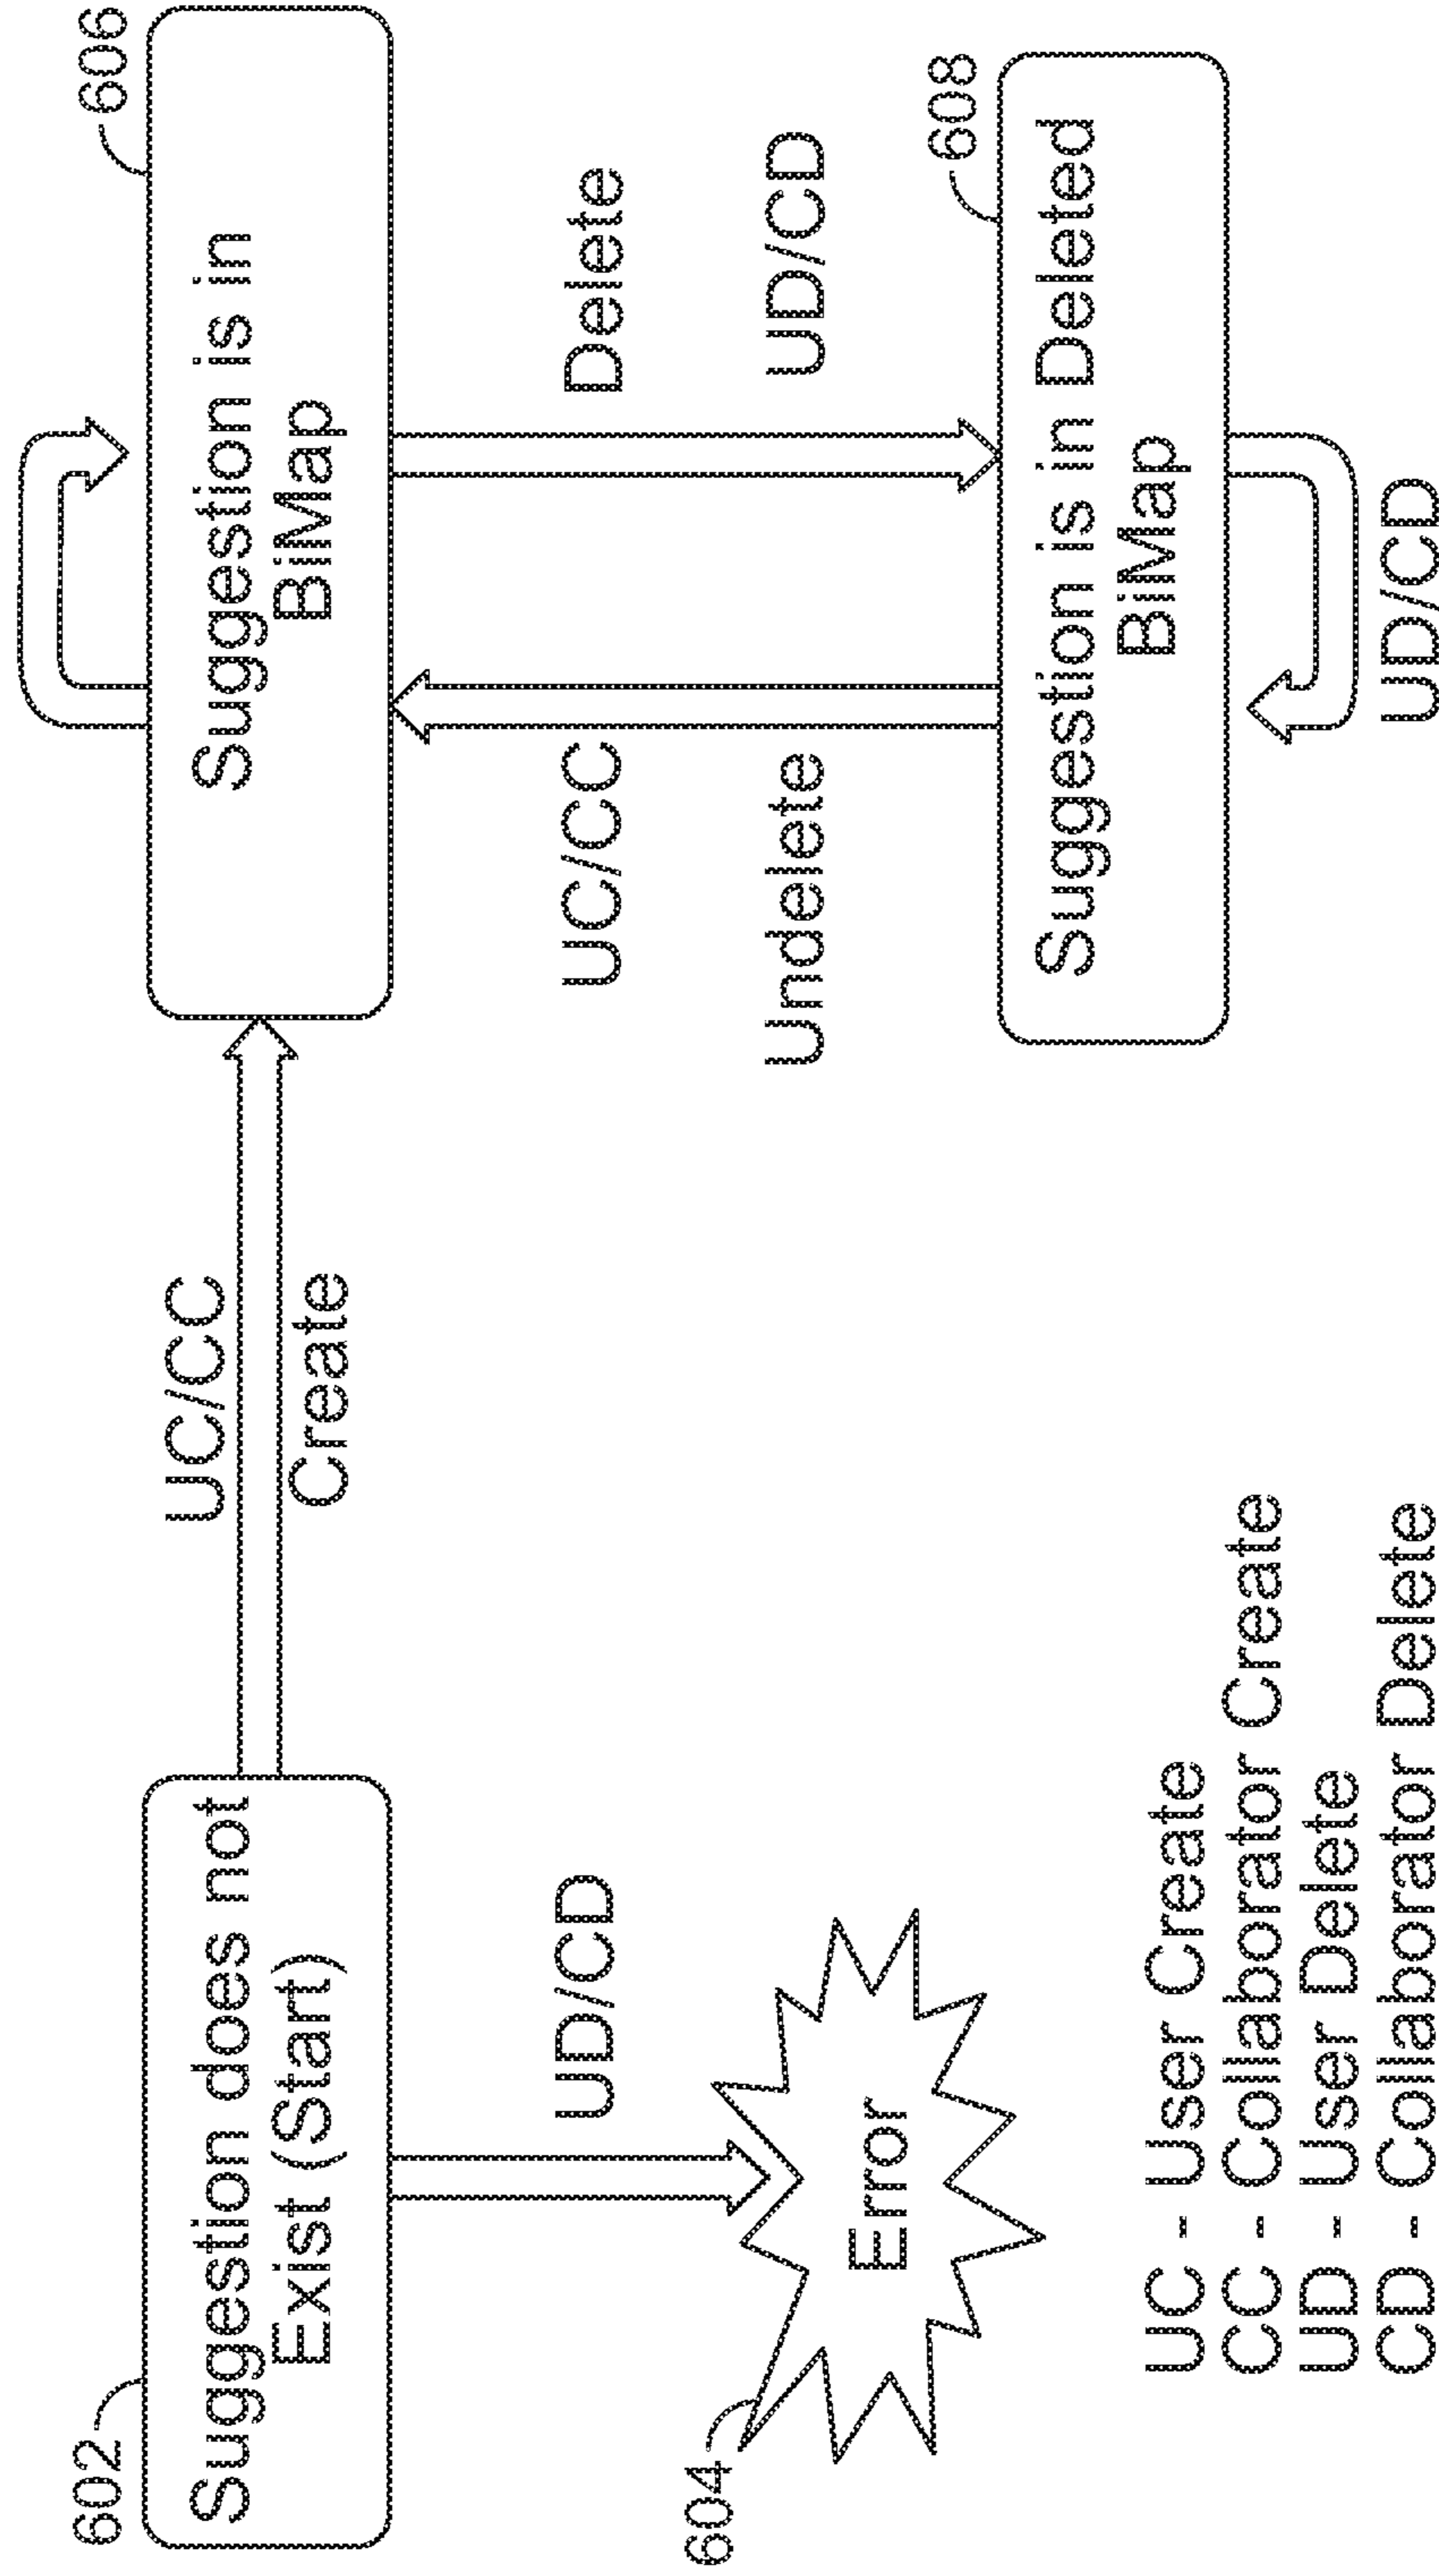 602
Suggestion does not
Exist (Start)
UC/CC
Create
606
Suggestion is in
BiMap
UD/CD
604
Error
UC/CC
Undelete
Delete
UD/CD
608
Suggestion is in Deleted
BiMap
UD/CD
UC - User Create
CC - Collaborator Create
UD - User Delete
CD - Collaborator Delete